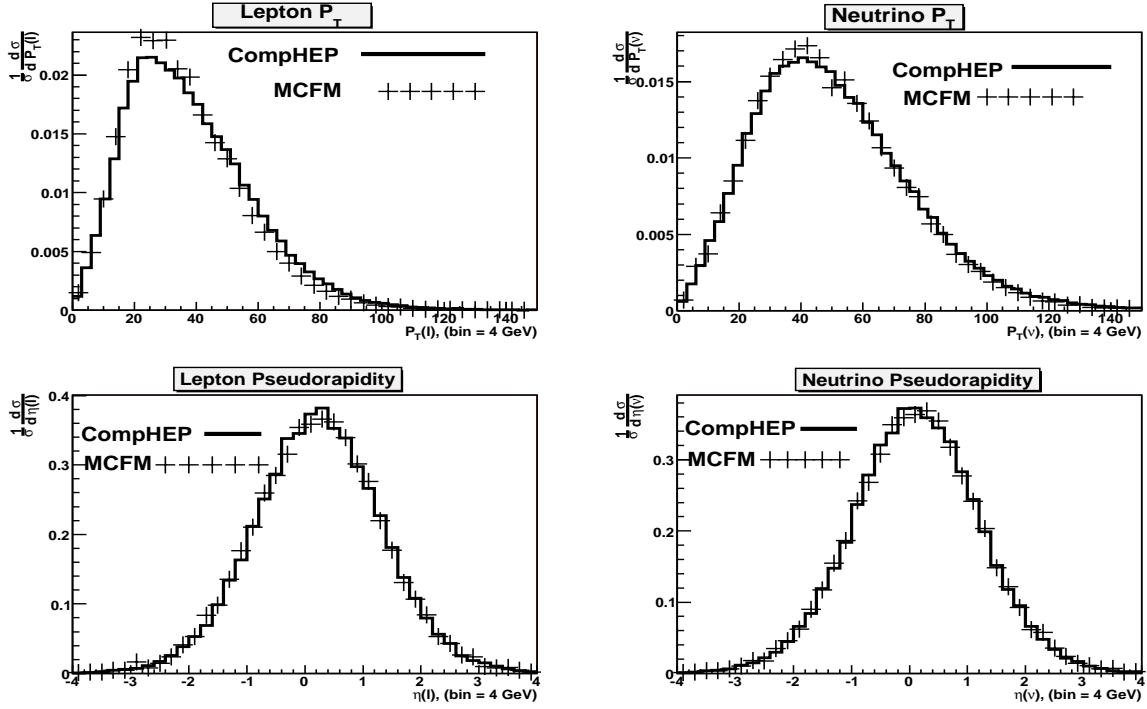 Lepton P_T
1/σ dσ/d P_T(l)
CompHEP
MCFM
0.02
0.015
0.01
0.005
0
0 20 40 60 80 100 120 140
P_T(l), (bin = 4 GeV)
Neutrino P_T
1/σ dσ/d P_T(ν)
CompHEP
MCFM
0.015
0.01
0.005
0
0 20 40 60 80 100 120 140
P_T(ν), (bin = 4 GeV)
Lepton Pseudorapidity
1/σ dσ/d η(l)
CompHEP
MCFM
0.4
0.3
0.2
0.1
0
-4 -3 -2 -1 0 1 2 3 4
η(l), (bin = 4 GeV)
Neutrino Pseudorapidity
1/σ dσ/d η(ν)
CompHEP
MCFM
0.3
0.2
0.1
0
-4 -3 -2 -1 0 1 2 3 4
η(ν), (bin = 4 GeV)